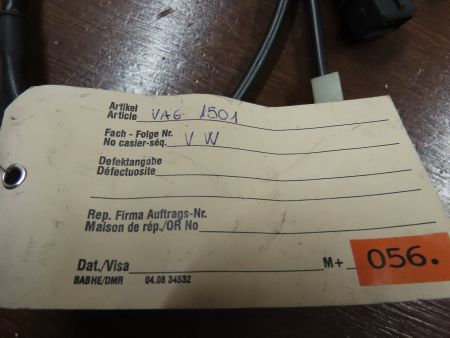 Artikel
Article VAG 1501
Fach - Folge Nr.
No casier-séq. V W
Defektangabe
Défectuosite
Rep. Firma Auftrags-Nr.
Maison de rép./OR No
Dat./Visa M+ 056.
BABHE/DMR 04.08 34532